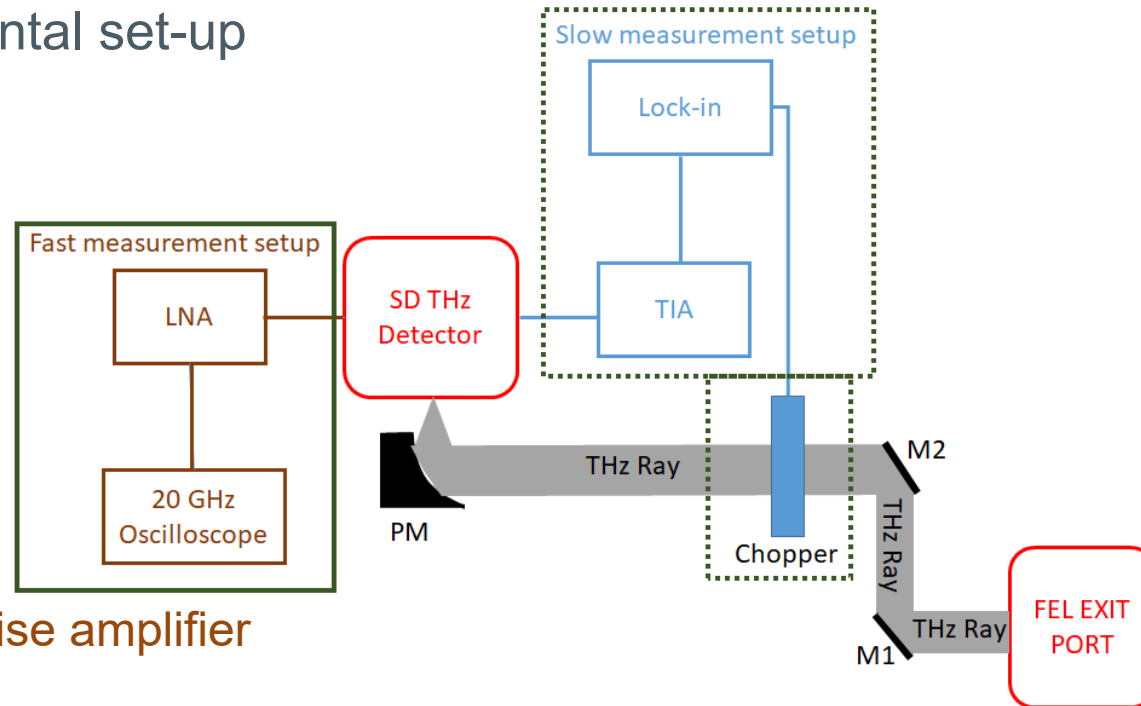 ntal set-up
Slow measurement setup
Lock-in
Fast measurement setup
LNA
SD THz
Detector
TIA
20 GHz
Oscilloscope
THz Ray
M2
PM
Chopper
THz Ray
FEL EXIT
PORT
THz Ray
M1
ise amplifier